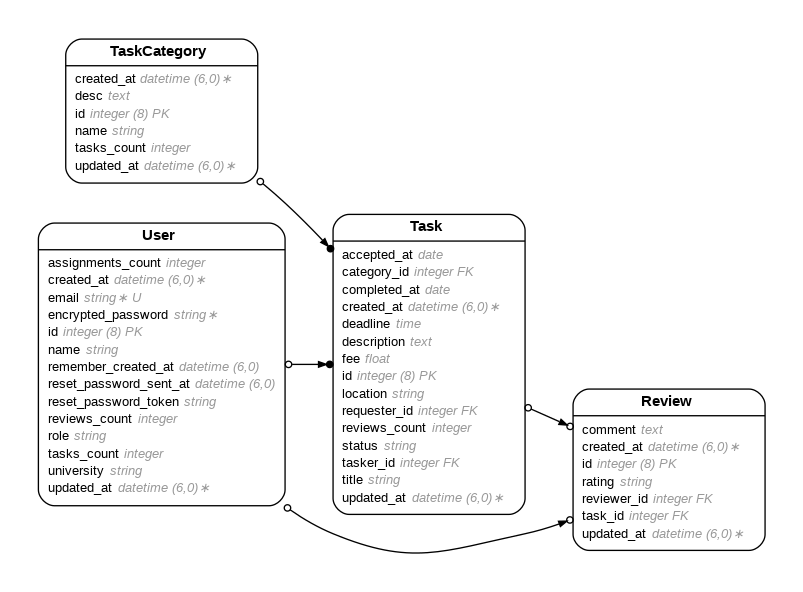 TaskCategory
created_at datetime (6,0)∗
desc text
id integer (8) PK
name string
tasks_count integer
updated_at datetime (6,0)∗
User
assignments_count integer
created_at datetime (6,0)∗
email string∗ U
encrypted_password string∗
id integer (8) PK
name string
remember_created_at datetime (6,0)
reset_password_sent_at datetime (6,0)
reset_password_token string
reviews_count integer
role string
tasks_count integer
university string
updated_at datetime (6,0)∗
Task
accepted_at date
category_id integer FK
completed_at date
created_at datetime (6,0)∗
deadline time
description text
fee float
id integer (8) PK
location string
requester_id integer FK
reviews_count integer
status string
tasker_id integer FK
title string
updated_at datetime (6,0)∗
Review
comment text
created_at datetime (6,0)∗
id integer (8) PK
rating string
reviewer_id integer FK
task_id integer FK
updated_at datetime (6,0)∗